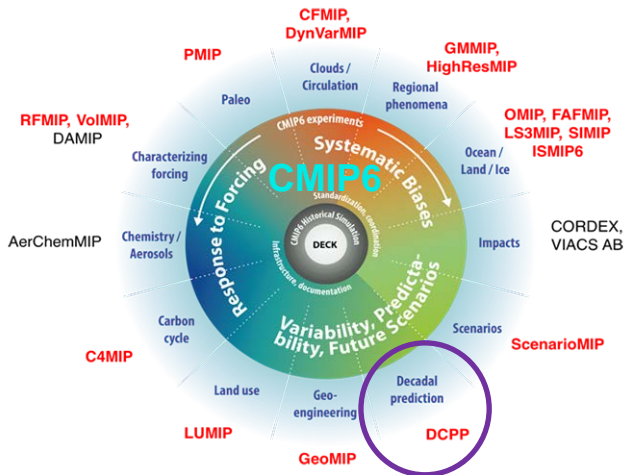 CFMIP,
DynVarMIP
Clouds /
Circulation
GMMIP,
HighResMIP
Regional
phenomena
OMIP, FAFMIP,
LS3MIP, SIMIP
ISMIP6
Ocean /
Land / Ice
CORDEX,
VIACS AB
Impacts
ScenarioMIP
Scenarios
Decadal
prediction
DCPP
Geo-
engineering
GeoMIP
Land use
LUMIP
Carbon
cycle
C4MIP
Chemistry /
Aerosols
AerChemMIP
Characterizing
forcing
RFMIP, VolMIP,
DAMIP
Paleo
PMIP
CMIP6 experiments
Systematic Biases
Response to Forcing
CMIP6
Standardization, coordination
CMIP6 Historical Simulation
DECK
Infrastructure, documentation
Variability, Predicta-
bility, Future Scenarios